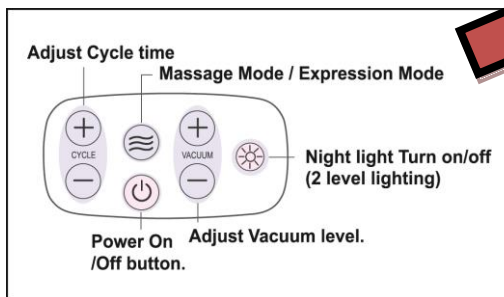 Adjust Cycle time
Massage Mode / Expression Mode
CYCLE
VACUUM
Night light Turn on/off
(2 level lighting)
Power On
/Off button.
Adjust Vacuum level.